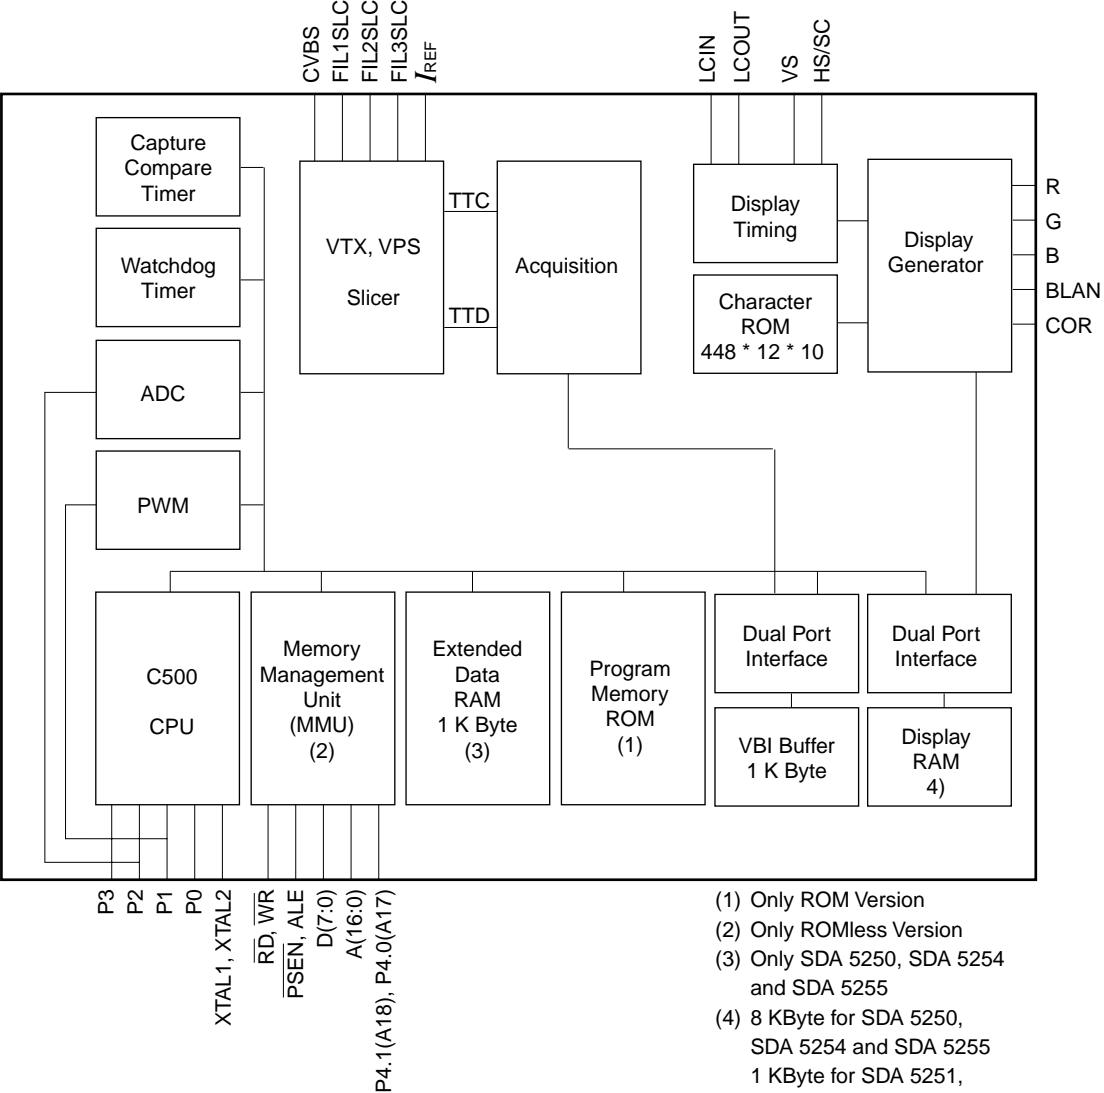 CVBS
FIL1SLC
FIL2SLC
FIL3SLC
IREF
LCIN
LCOUT
VS
HS/SC
Capture
Compare
Timer
Watchdog
Timer
ADC
PWM
VTX, VPS
Slicer
TTC
TTD
Acquisition
Display
Timing
Character
ROM
448 * 12 * 10
Display
Generator
R
G
B
BLAN
COR
C500
CPU
Memory
Management
Unit
(MMU)
(2)
Extended
Data
RAM
1 K Byte
(3)
Program
Memory
ROM
(1)
Dual Port
Interface
VBI Buffer
1 K Byte
Dual Port
Interface
Display
RAM
4)
P3
P2
P1
P0
XTAL1, XTAL2
RD, WR
PSEN, ALE
D(7:0)
A(16:0)
P4.1(A18), P4.0(A17)
(1) Only ROM Version
(2) Only ROMless Version
(3) Only SDA 5250, SDA 5254
and SDA 5255
(4) 8 KByte for SDA 5250,
SDA 5254 and SDA 5255
1 KByte for SDA 5251,